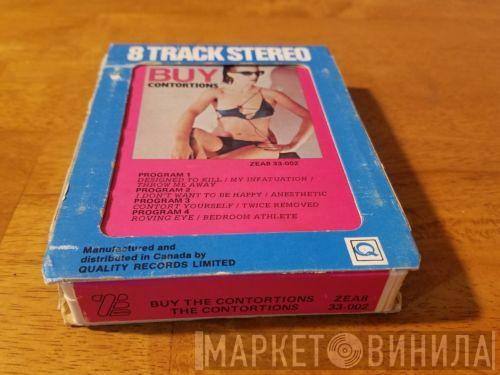 8 TRACK STEREO
BUY
CONTORTIONS
ZEA8 33-002
PROGRAM 1
DESIGNED TO KILL / MY INFATUATION /
THROW ME AWAY
PROGRAM 2
I DON'T WANT TO BE HAPPY / ANESTHETIC
PROGRAM 3
CONTORT YOURSELF / TWICE REMOVED
PROGRAM 4
ROVING EYE / BEDROOM ATHLETE
Manufactured and
distributed in Canada by
QUALITY RECORDS LIMITED
Q
ZE
BUY THE CONTORTIONS ZEA8
THE CONTORTIONS 33-002
МАРКЕТ ВИНИЛА!